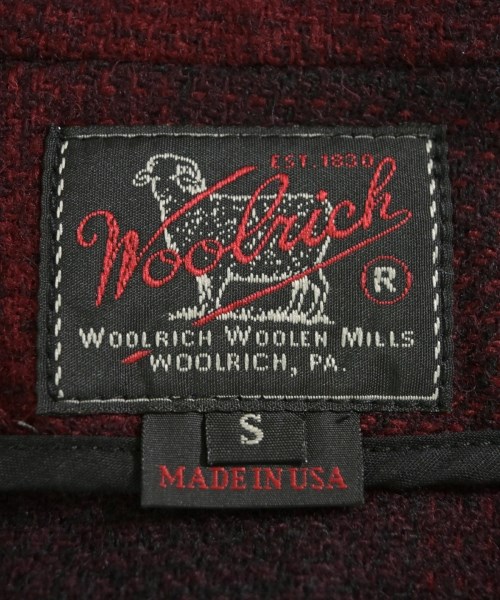 EST. 1830
Woolrich
R
WOOLRICH WOOLEN MILLS
WOOLRICH, PA.
S
MADE IN USA